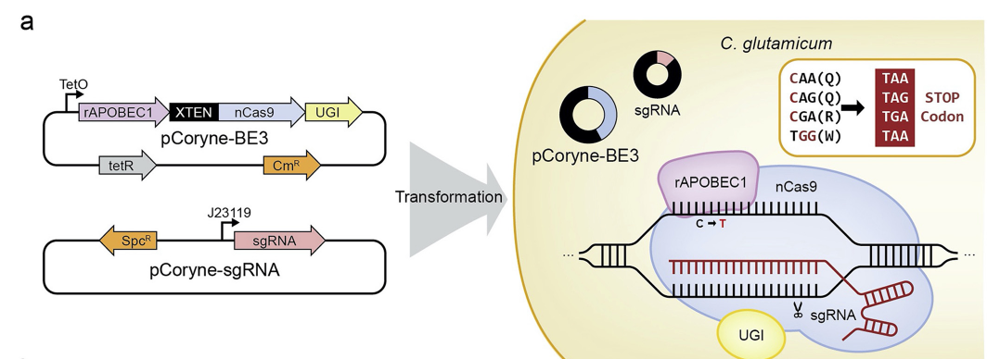 a
TetO
rAPOBEC1 XTEN nCas9 UGI
pCoryne-BE3
tetR CmR
J23119
SpcR sgRNA
pCoryne-sgRNA
Transformation
C. glutamicum
sgRNA
pCoryne-BE3
CAA(Q) TAA
CAG(Q) TAG STOP
CGA(R) TGA Codon
TGG(W) TAA
rAPOBEC1 nCas9
C → T
... ...
sgRNA
UGI